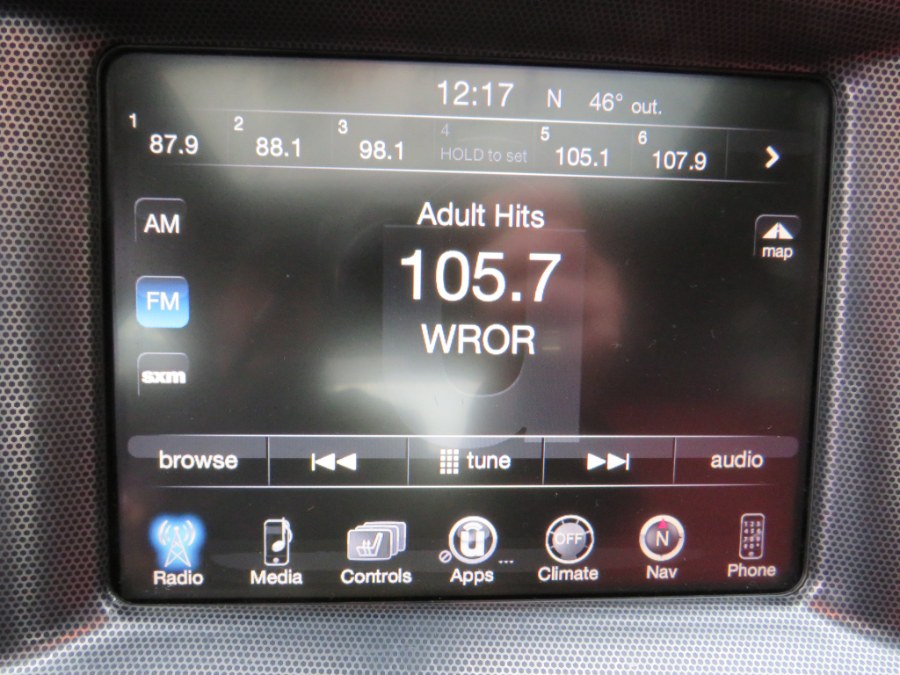 12:17 N 46° out.
1 87.9 2 88.1 3 98.1 4 HOLD to set 5 105.1 6 107.9
Adult Hits
AM
map
105.7
FM
WROR
sxm
browse tune audio
OFF N
Radio Media Controls Apps ... Climate Nav Phone